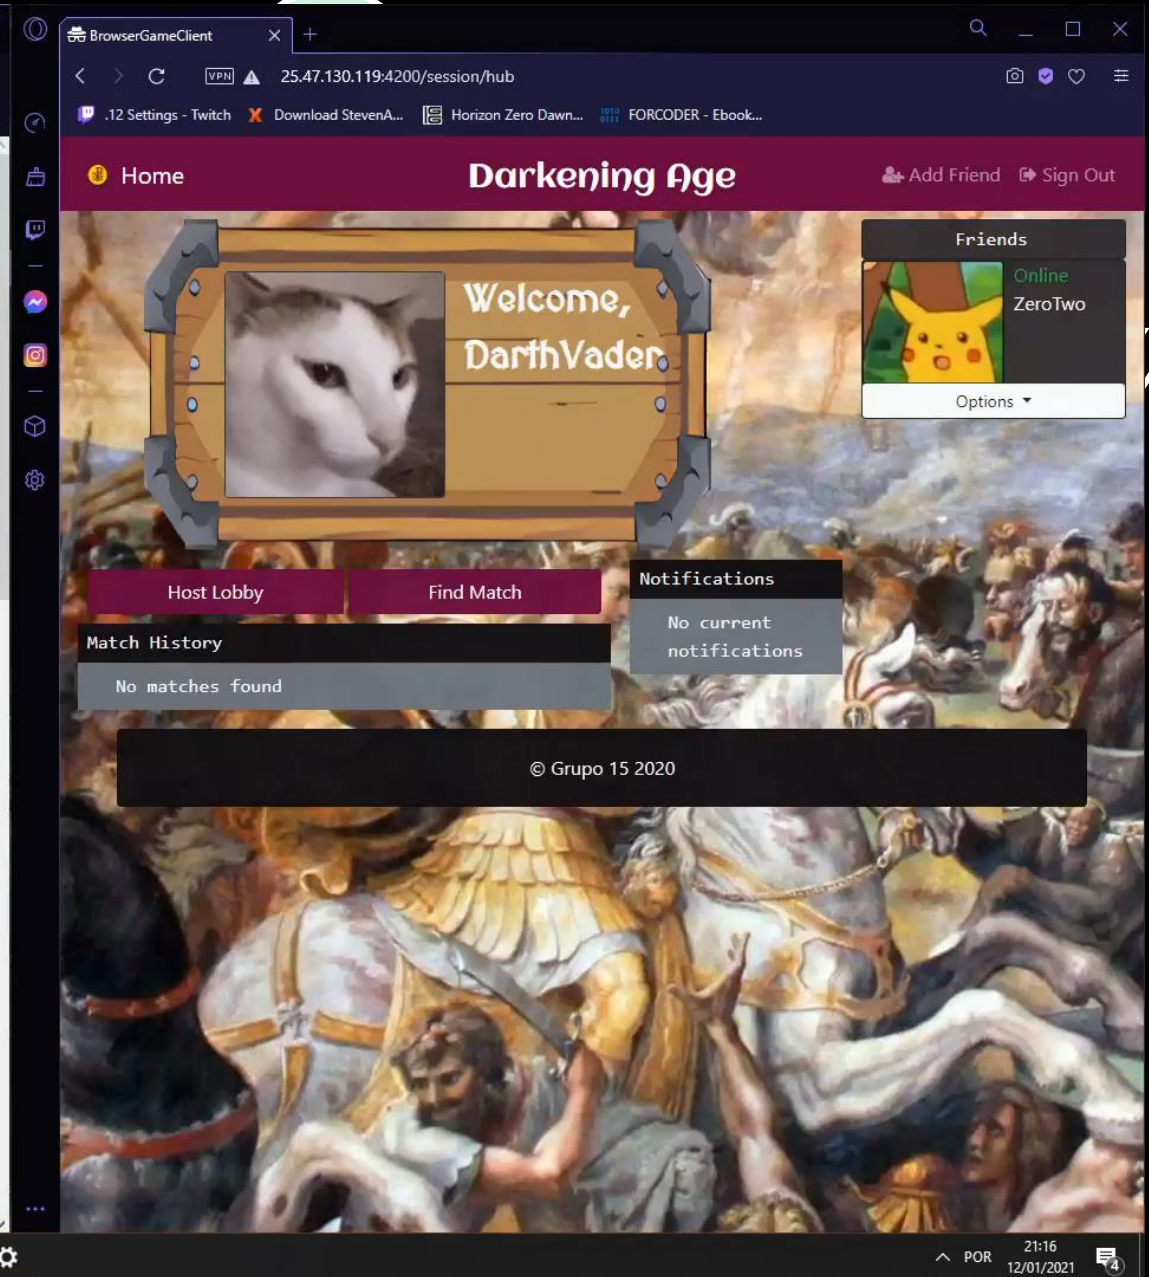 BrowserGameClient
VPN 25.47.130.119:4200/session/hub
.12 Settings - Twitch Download StevenA... Horizon Zero Dawn... FORCODER - Ebook...
Home Darkening Age Add Friend Sign Out
Welcome,
DarthVader
Friends
Online
ZeroTwo
Options
Host Lobby Find Match
Notifications
No current
notifications
Match History
No matches found
© Grupo 15 2020
POR
21:16
12/01/2021
4